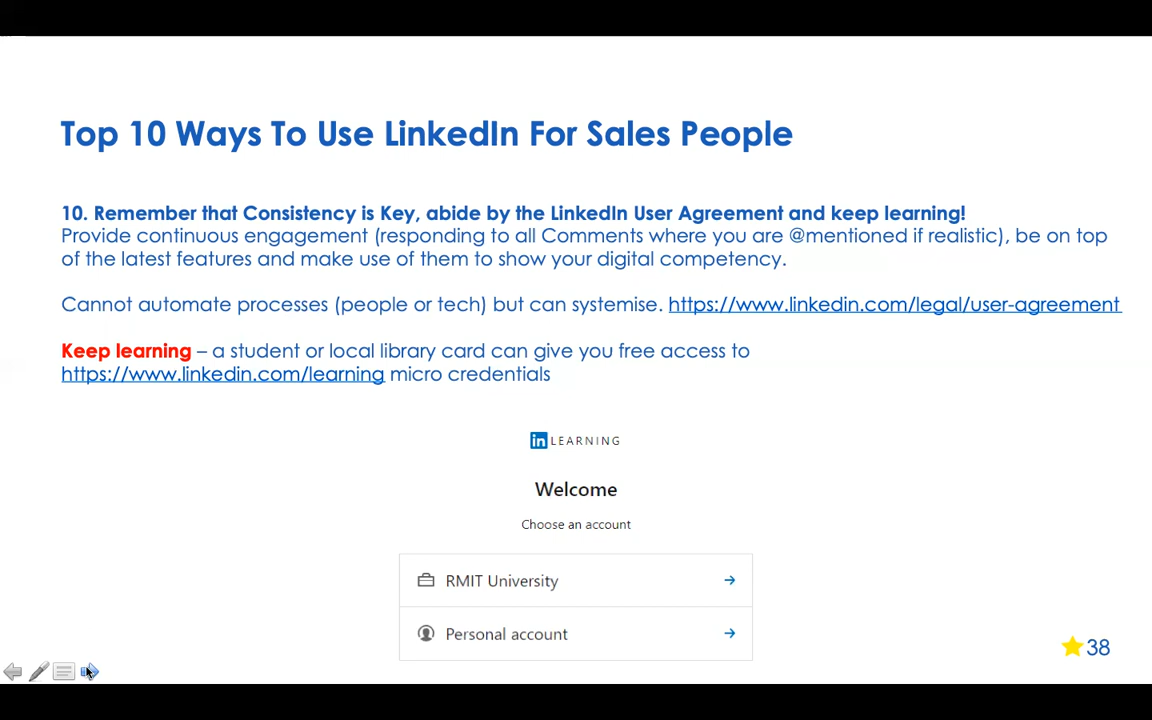 Top 10 Ways To Use LinkedIn For Sales People
10. Remember that Consistency is Key, abide by the LinkedIn User Agreement and keep learning!
Provide continuous engagement (responding to all Comments where you are @mentioned if realistic), be on top
of the latest features and make use of them to show your digital competency.
Cannot automate processes (people or tech) but can systemise. https://www.linkedin.com/legal/user-agreement
Keep learning – a student or local library card can give you free access to
https://www.linkedin.com/learning micro credentials
in LEARNING
Welcome
Choose an account
RMIT University
Personal account
38